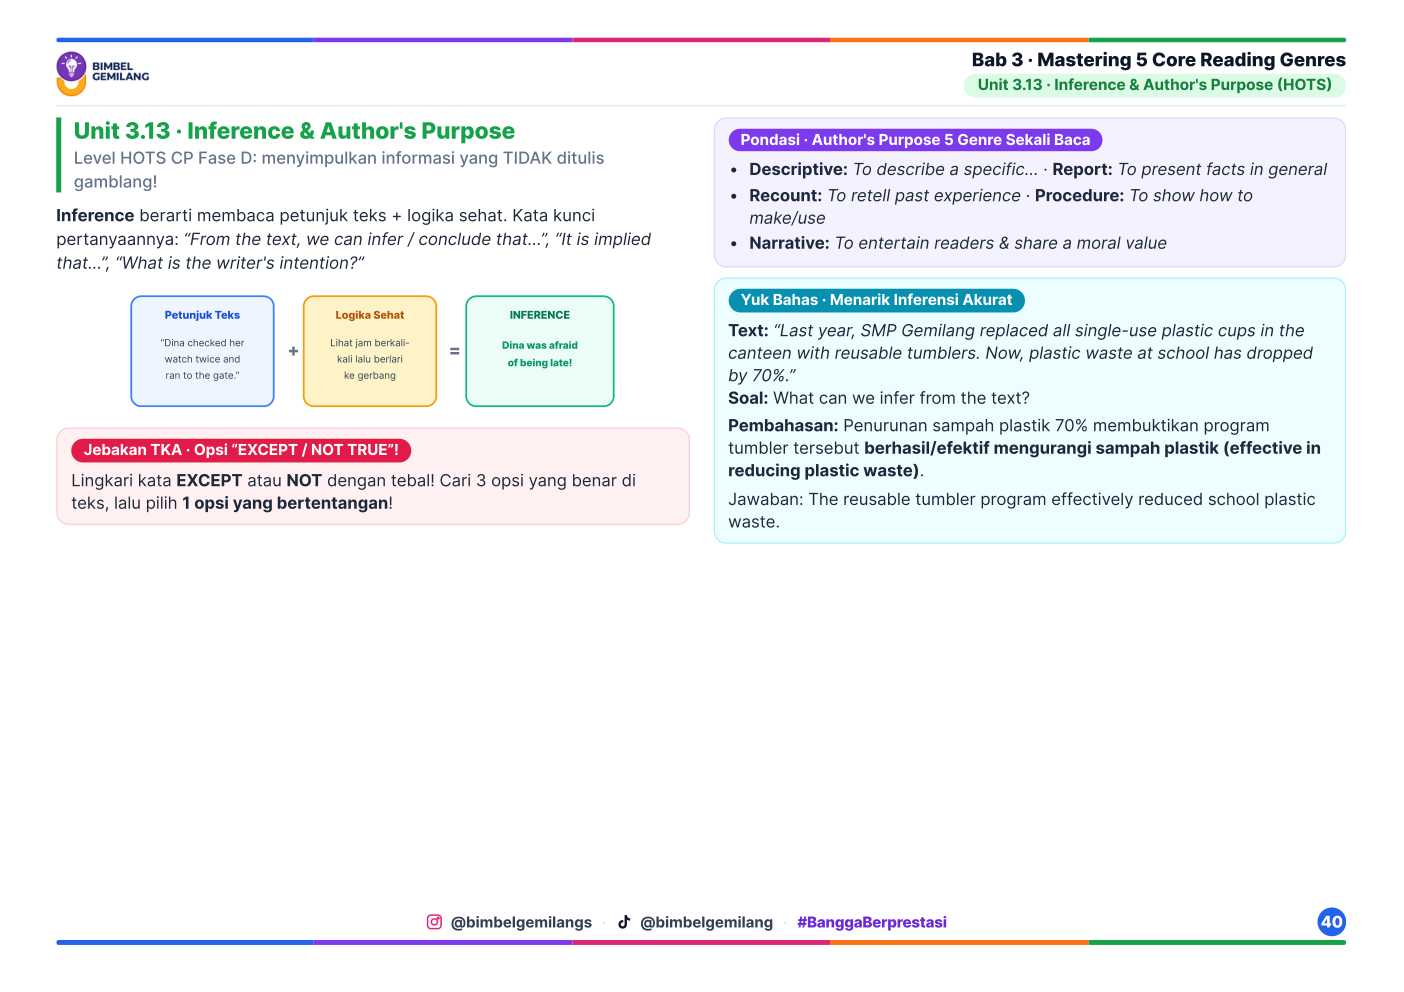 BIMBEL
GEMILANG
Bab 3 · Mastering 5 Core Reading Genres
Unit 3.13 · Inference & Author's Purpose (HOTS)
Unit 3.13 · Inference & Author's Purpose
Level HOTS CP Fase D: menyimpulkan informasi yang TIDAK ditulis
gamblang!
Inference berarti membaca petunjuk teks + logika sehat. Kata kunci
pertanyaannya: “From the text, we can infer / conclude that...”, “It is implied
that...”, “What is the writer's intention?”
Petunjuk Teks
“Dina checked her
watch twice and
ran to the gate.”
+
Logika Sehat
Lihat jam berkali-
kali lalu berlari
ke gerbang
=
INFERENCE
Dina was afraid
of being late!
Jebakan TKA · Opsi “EXCEPT / NOT TRUE”!
Lingkari kata EXCEPT atau NOT dengan tebal! Cari 3 opsi yang benar di
teks, lalu pilih 1 opsi yang bertentangan!
Pondasi · Author's Purpose 5 Genre Sekali Baca
• Descriptive: To describe a specific... · Report: To present facts in general
• Recount: To retell past experience · Procedure: To show how to
make/use
• Narrative: To entertain readers & share a moral value
Yuk Bahas · Menarik Inferensi Akurat
Text: “Last year, SMP Gemilang replaced all single-use plastic cups in the
canteen with reusable tumblers. Now, plastic waste at school has dropped
by 70%.”
Soal: What can we infer from the text?
Pembahasan: Penurunan sampah plastik 70% membuktikan program
tumbler tersebut berhasil/efektif mengurangi sampah plastik (effective in
reducing plastic waste).
Jawaban: The reusable tumbler program effectively reduced school plastic
waste.
@bimbelgemilangs · @bimbelgemilang · #BanggaBerprestasi
40